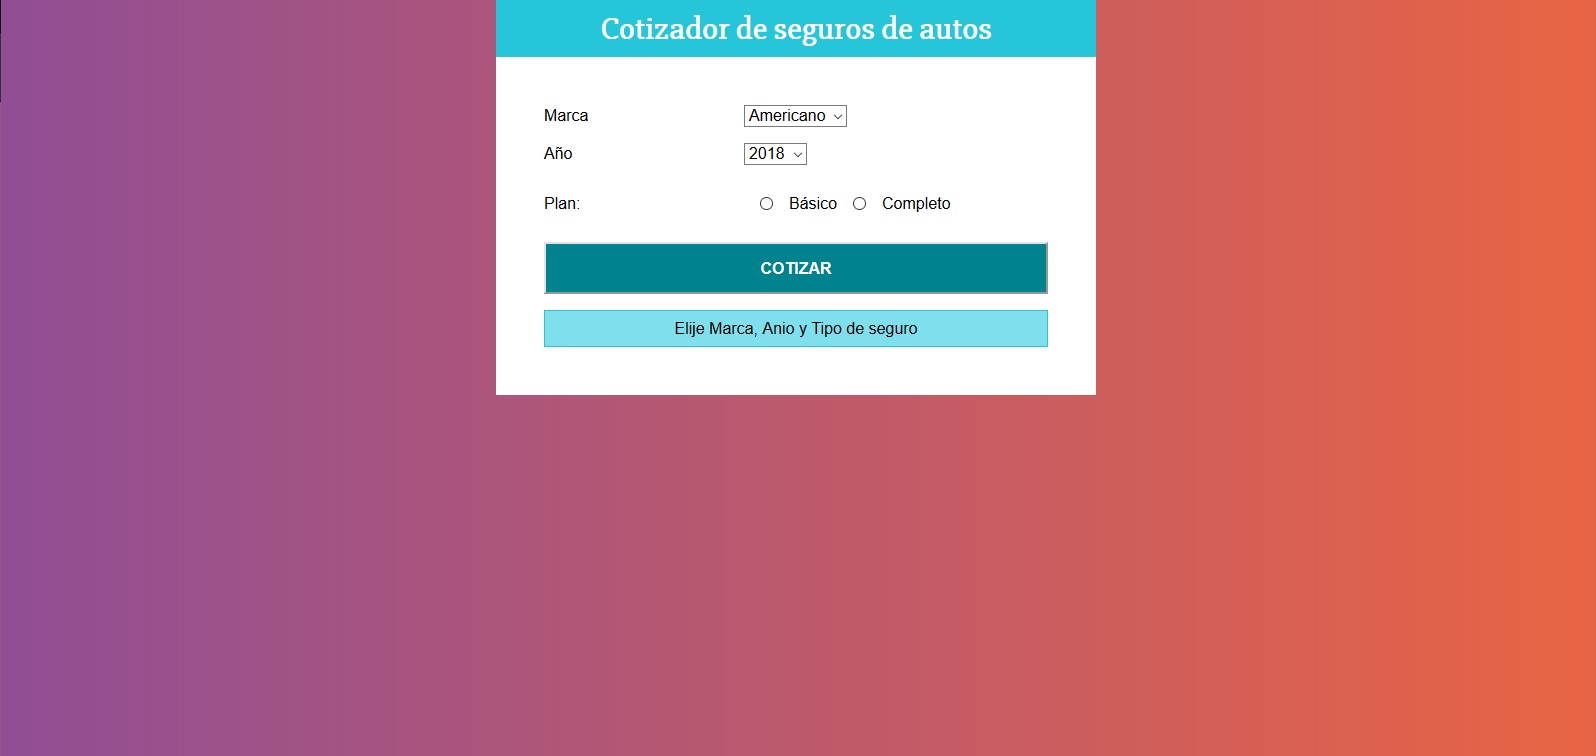 Cotizador de seguros de autos
Marca Americano
Año 2018
Plan: Básico Completo
COTIZAR
Elije Marca, Anio y Tipo de seguro